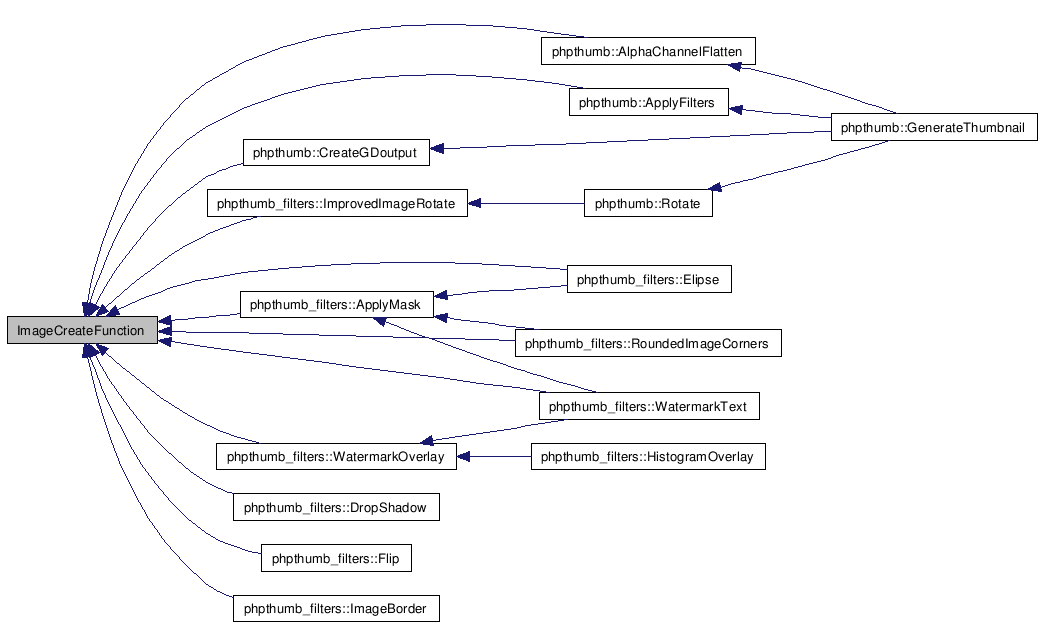 phpthumb::AlphaChannelFlatten
phpthumb::ApplyFilters
phpthumb::GenerateThumbnail
phpthumb::CreateGDoutput
phpthumb_filters::ImprovedImageRotate
phpthumb::Rotate
phpthumb_filters::Elipse
phpthumb_filters::ApplyMask
ImageCreateFunction
phpthumb_filters::RoundedImageCorners
phpthumb_filters::WatermarkText
phpthumb_filters::WatermarkOverlay
phpthumb_filters::HistogramOverlay
phpthumb_filters::DropShadow
phpthumb_filters::Flip
phpthumb_filters::ImageBorder